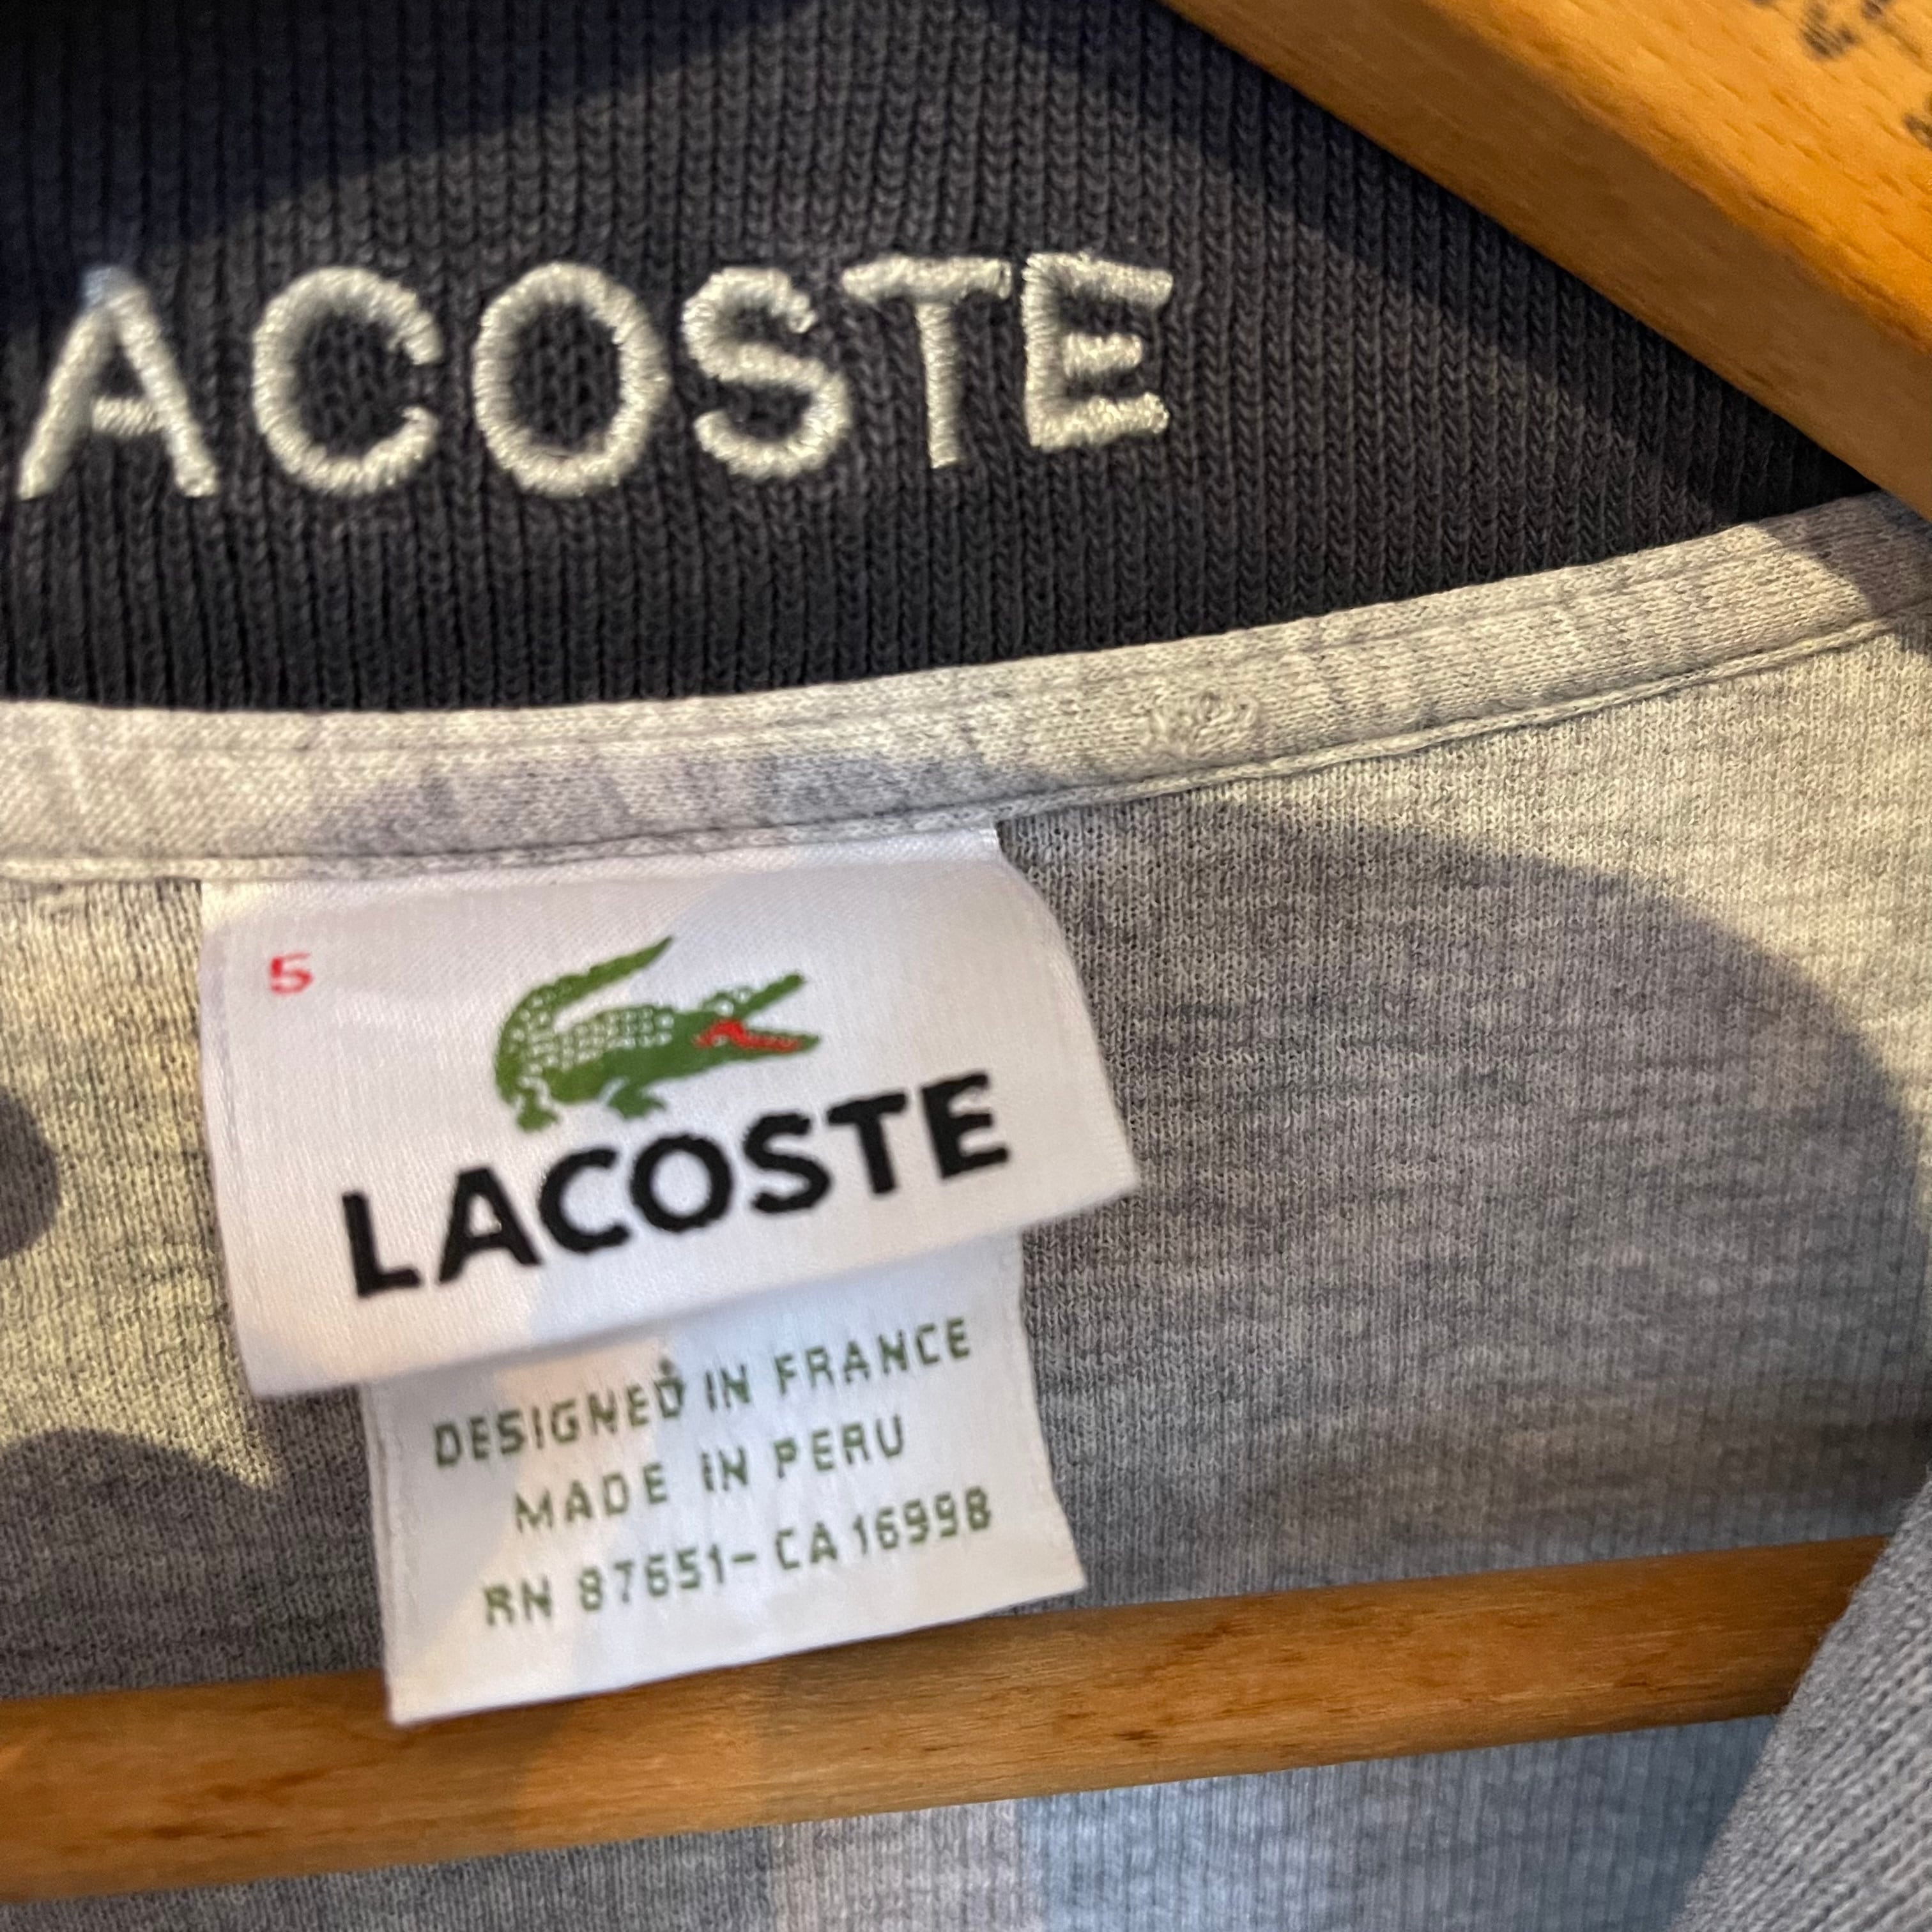 ACOSTE
5
LACOSTE
DESIGNED IN FRANCE
MADE IN PERU
RN 87651-CA 16998